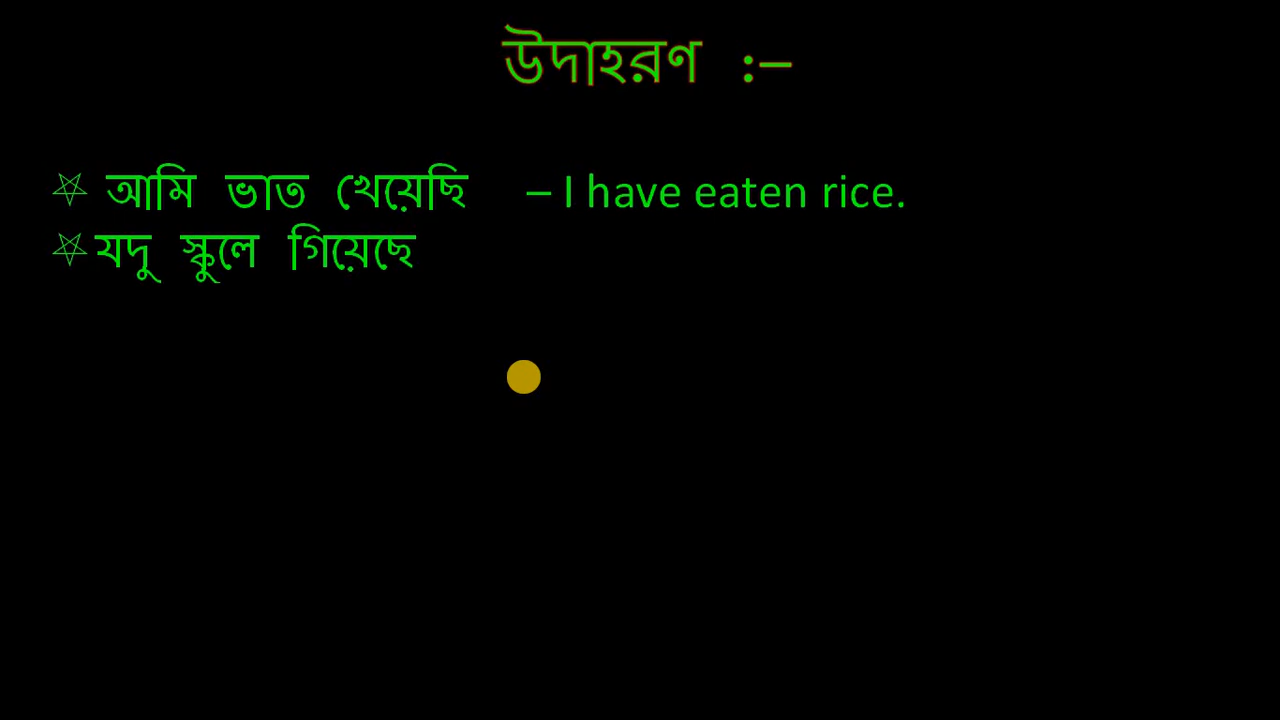 উদাহরণ :–
আমি ভাত খেয়েছি – I have eaten rice.
যদু স্কুলে গিয়েছে